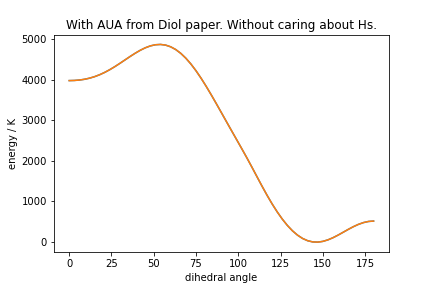 With AUA from Diol paper. Without caring about Hs.
5000
4000
3000
2000
1000
0
energy / K
0 25 50 75 100 125 150 175
dihedral angle